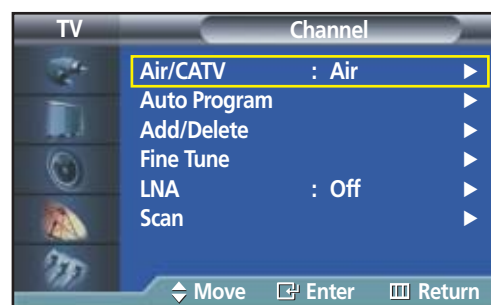 TV Channel
Air/CATV : Air
Auto Program
Add/Delete
Fine Tune
LNA : Off
Scan
Move Enter Return